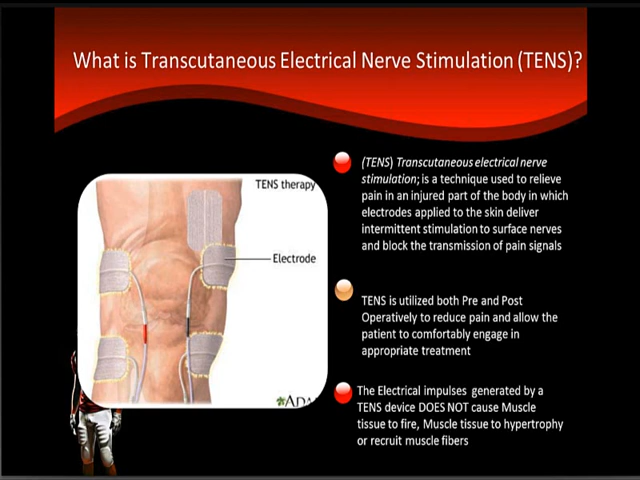 What is Transcutaneous Electrical Nerve Stimulation (TENS)?
TENS therapy
Electrode
(TENS) Transcutaneous electrical nerve
stimulation; is a technique used to relieve
pain in an injured part of the body in which
electrodes applied to the skin deliver
intermittent stimulation to surface nerves
and block the transmission of pain signals
TENS is utilized both Pre and Post
Operatively to reduce pain and allow the
patient to comfortably engage in
appropriate treatment
The Electrical impulses generated by a
TENS device DOES NOT cause Muscle
tissue to fire, Muscle tissue to hypertrophy
or recruit muscle fibers